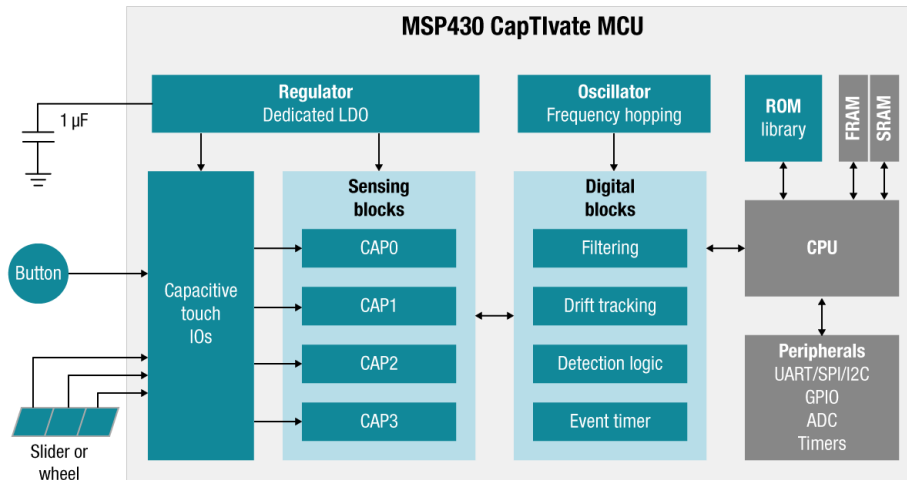 MSP430 CapTIvate MCU
Regulator
Dedicated LDO
Oscillator
Frequency hopping
ROM
library
FRAM
SRAM
1 µF
Sensing
blocks
Digital
blocks
CAP0
CAP1
CAP2
CAP3
Filtering
Drift tracking
Detection logic
Event timer
CPU
Button
Capacitive
touch
IOs
Peripherals
UART/SPI/I2C
GPIO
ADC
Timers
Slider or
wheel